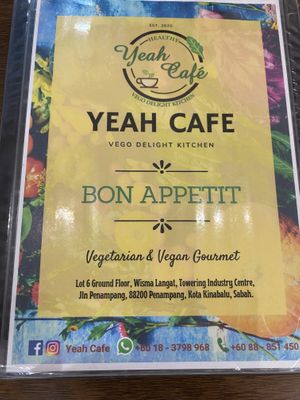 EST 2020
HEALTHY
Yeah Café
VEGO DELIGHT KITCHEN
YEAH CAFE
VEGO DELIGHT KITCHEN
BON APPETIT
Vegetarian & Vegan Gourmet
Lot 6 Ground Floor, Wisma Langat, Towering Industry Centre,
Jln Penampang, 88200 Penampang, Kota Kinabalu, Sabah.
Yeah Cafe +60 18 - 3798 968 +60 88 - 851 450